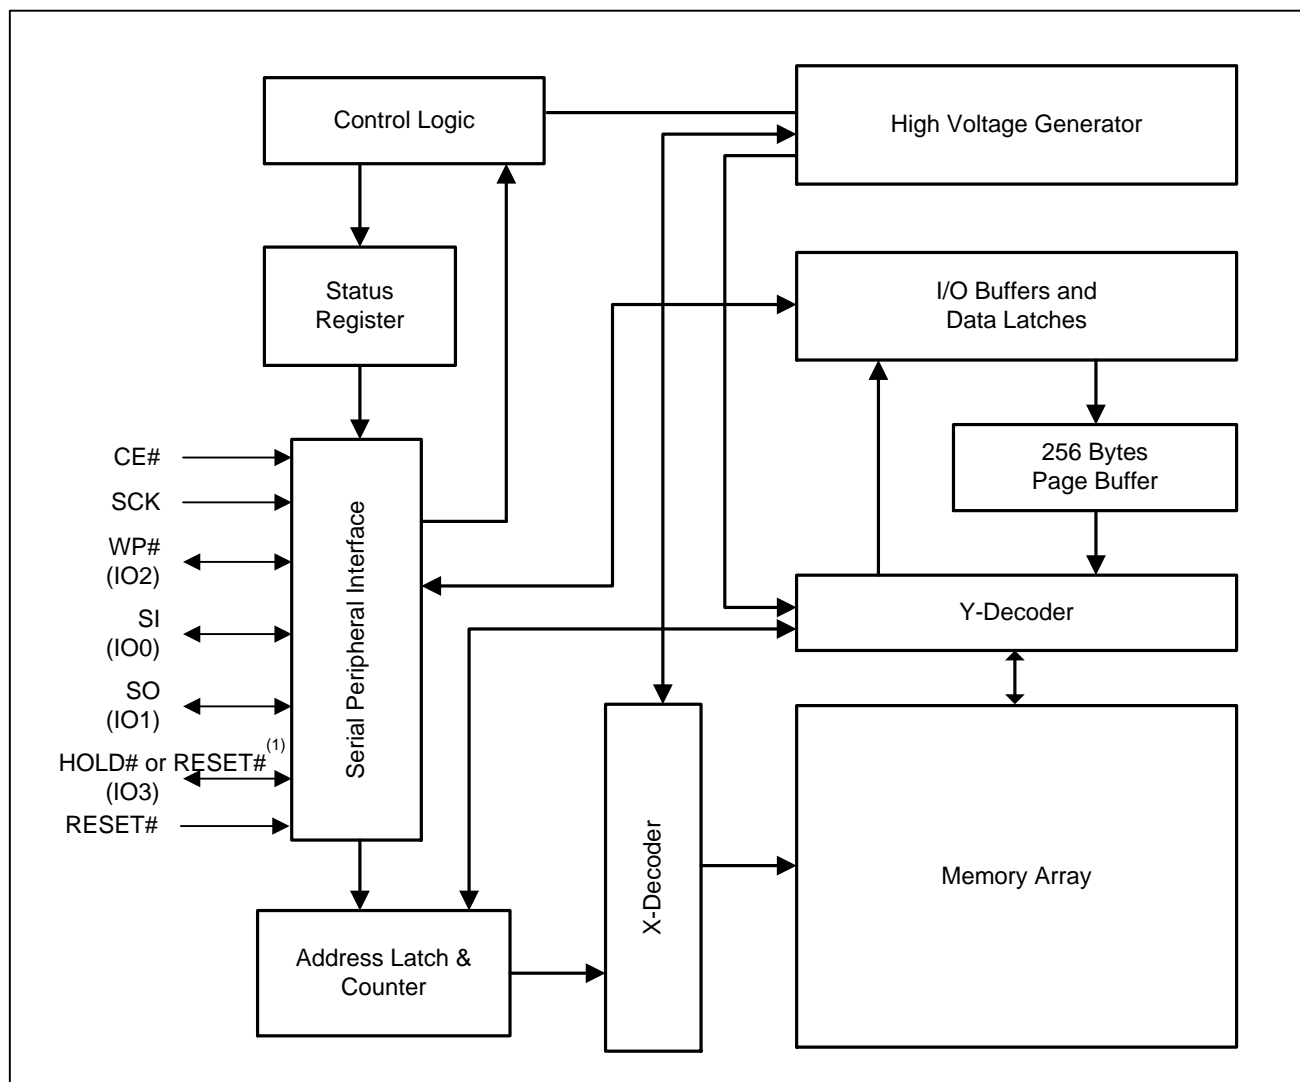 Control Logic
High Voltage Generator
Status
Register
I/O Buffers and
Data Latches
256 Bytes
Page Buffer
Y-Decoder
CE#
SCK
WP#
(IO2)
SI
(IO0)
SO
(IO1)
HOLD# or RESET#(1)
(IO3)
RESET#
Serial Peripheral Interface
X-Decoder
Memory Array
Address Latch &
Counter